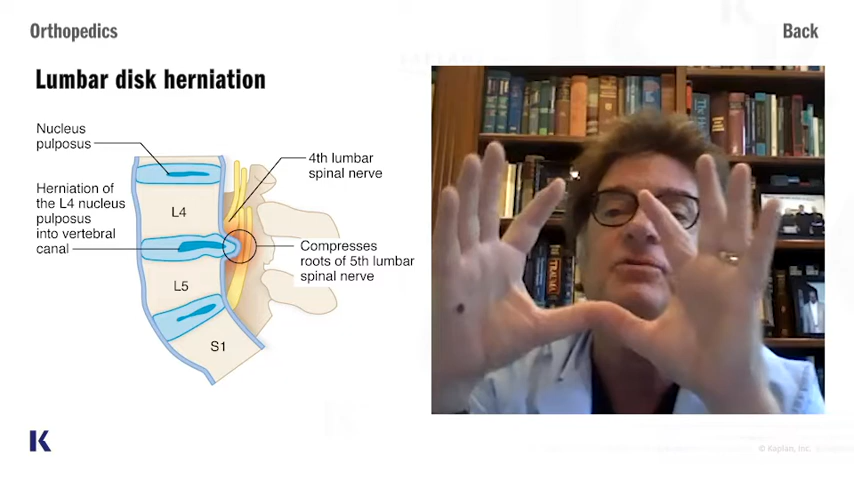 Orthopedics
Back
Lumbar disk herniation
Nucleus
pulposus
4th lumbar
spinal nerve
Herniation of
the L4 nucleus
pulposus
into vertebral
canal
L4
Compresses
roots of 5th lumbar
spinal nerve
L5
S1
K
© Kaplan, Inc.